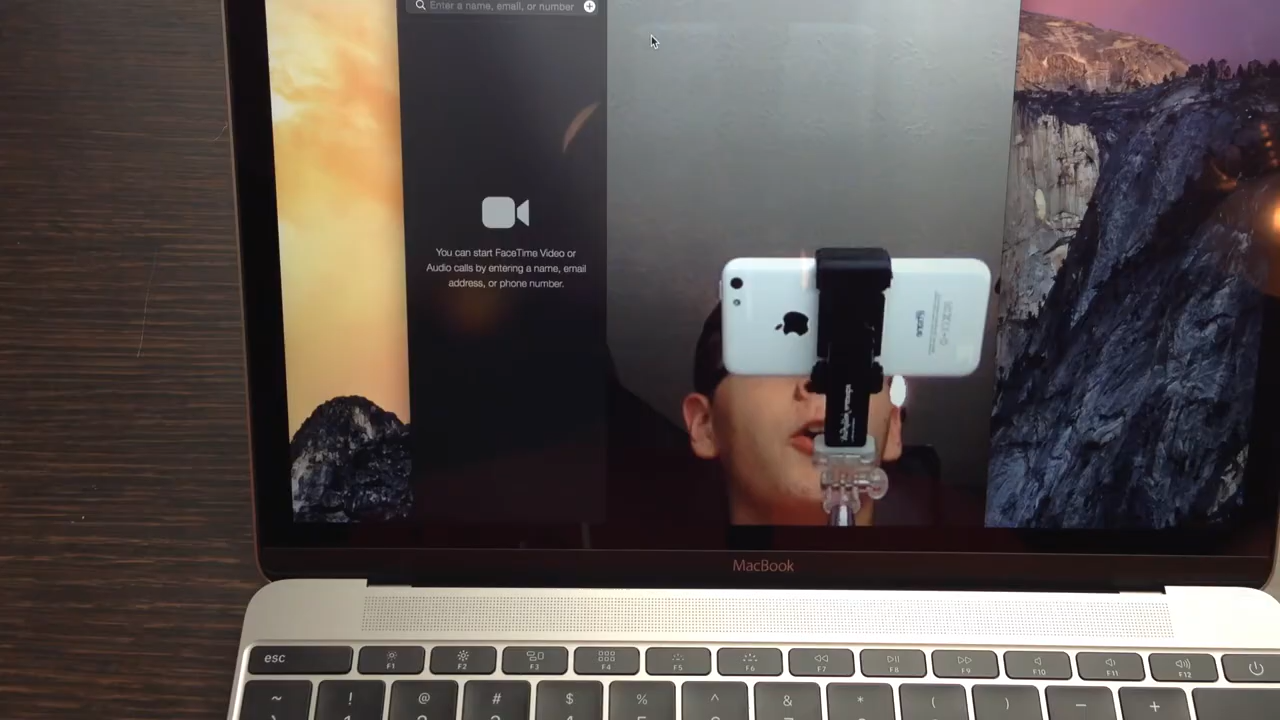 Enter a name, email, or number
You can start FaceTime Video or
Audio calls by entering a name, email
address, or phone number.
MacBook
esc
F1 F2 F3 F4 F5 F6 F7 F8 F9 F10 F11 F12
~ ! @ # $ % ^ & * ( ) — +